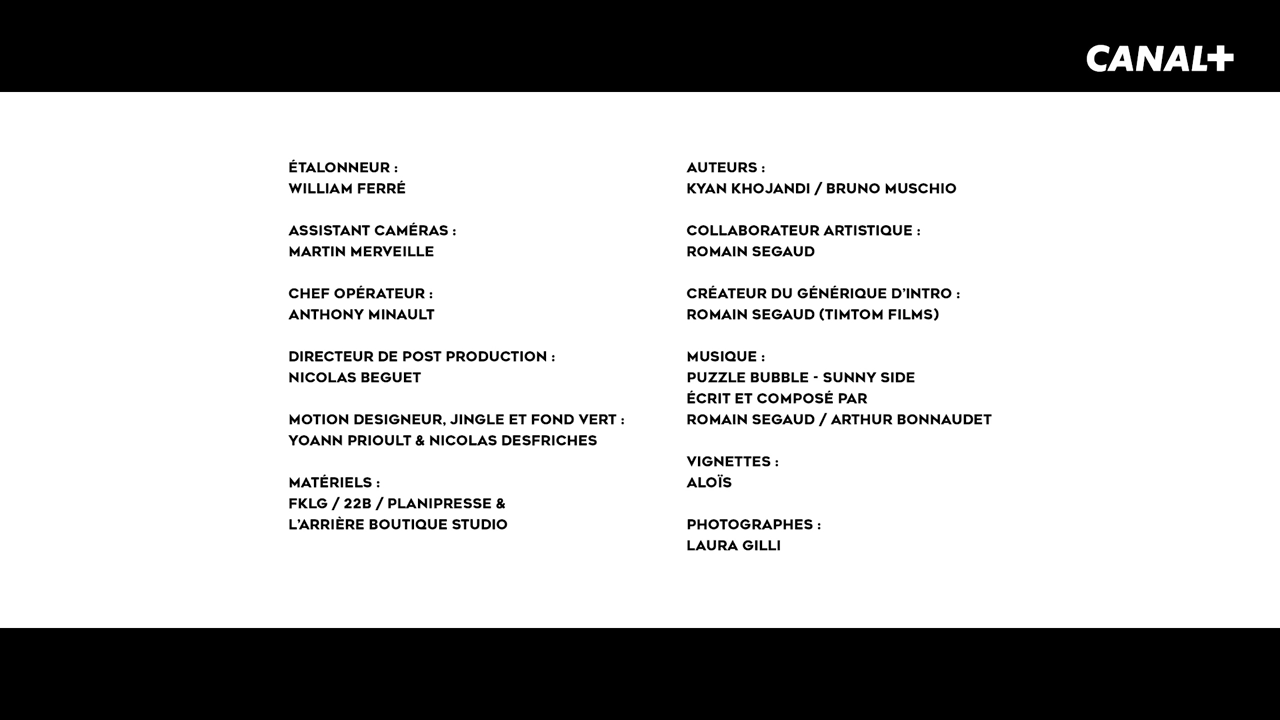 CANAL+
ÉTALONNEUR :
WILLIAM FERRÉ
ASSISTANT CAMÉRAS :
MARTIN MERVEILLE
CHEF OPÉRATEUR :
ANTHONY MINAULT
DIRECTEUR DE POST PRODUCTION :
NICOLAS BEGUET
MOTION DESIGNEUR, JINGLE ET FOND VERT :
YOANN PRIOULT & NICOLAS DESFRICHES
MATÉRIELS :
FKLG / 22B / PLANIPRESSE &
L'ARRIÈRE BOUTIQUE STUDIO
AUTEURS :
KYAN KHOJANDI / BRUNO MUSCHIO
COLLABORATEUR ARTISTIQUE :
ROMAIN SEGAUD
CRÉATEUR DU GÉNÉRIQUE D'INTRO :
ROMAIN SEGAUD (TIMTOM FILMS)
MUSIQUE :
PUZZLE BUBBLE - SUNNY SIDE
ÉCRIT ET COMPOSÉ PAR
ROMAIN SEGAUD / ARTHUR BONNAUDET
VIGNETTES :
ALOÏS
PHOTOGRAPHES :
LAURA GILLI